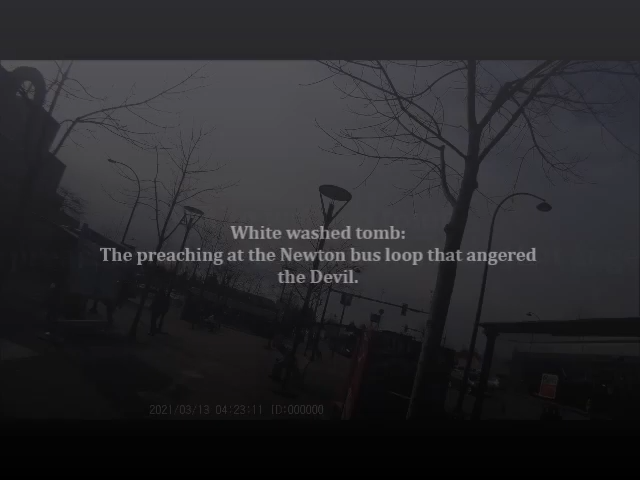 White washed tomb:
The preaching at the Newton bus loop that angered
the Devil.
2021/03/13 04:23:11 ID:000000